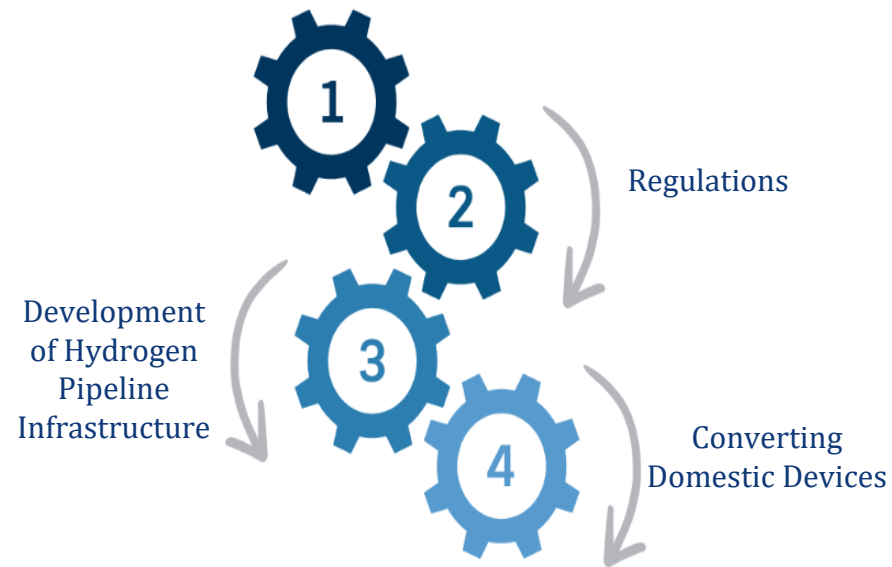 1
2
Regulations
3
Development
of Hydrogen
Pipeline
Infrastructure
4
Converting
Domestic Devices